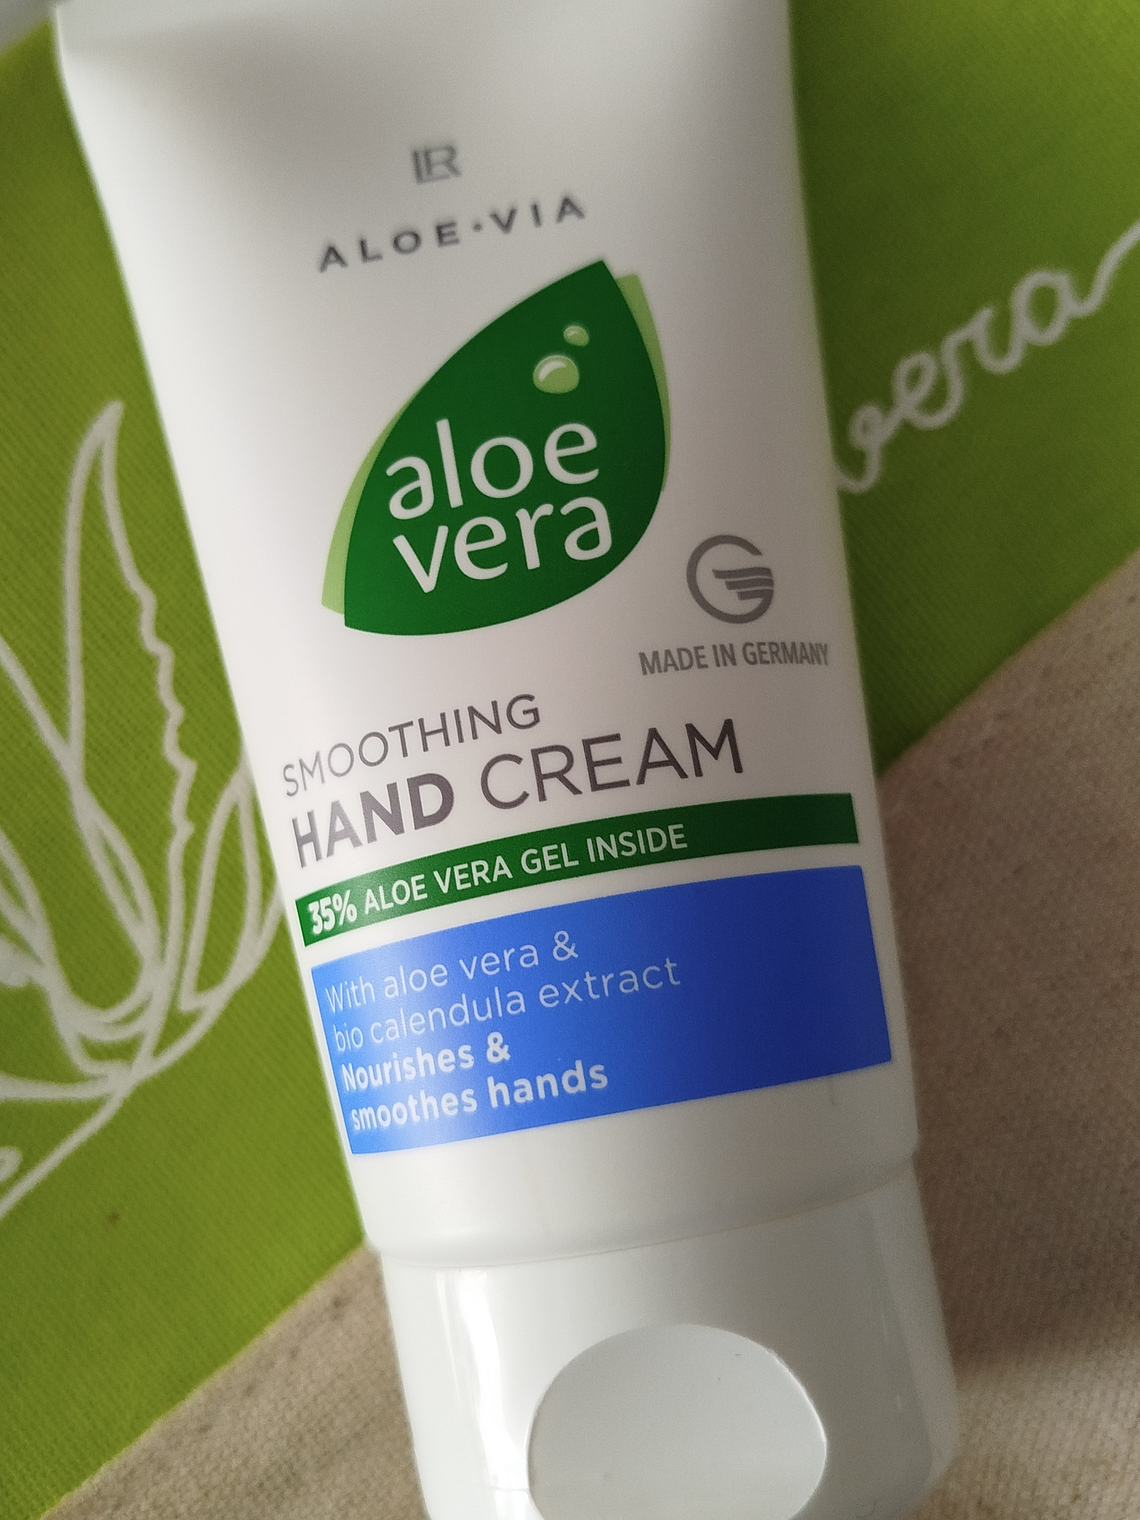 LR
ALOE•VIA
aloe
vera
MADE IN GERMANY
SMOOTHING
HAND CREAM
35% ALOE VERA GEL INSIDE
With aloe vera &
bio calendula extract
Nourishes &
smoothes hands
vera